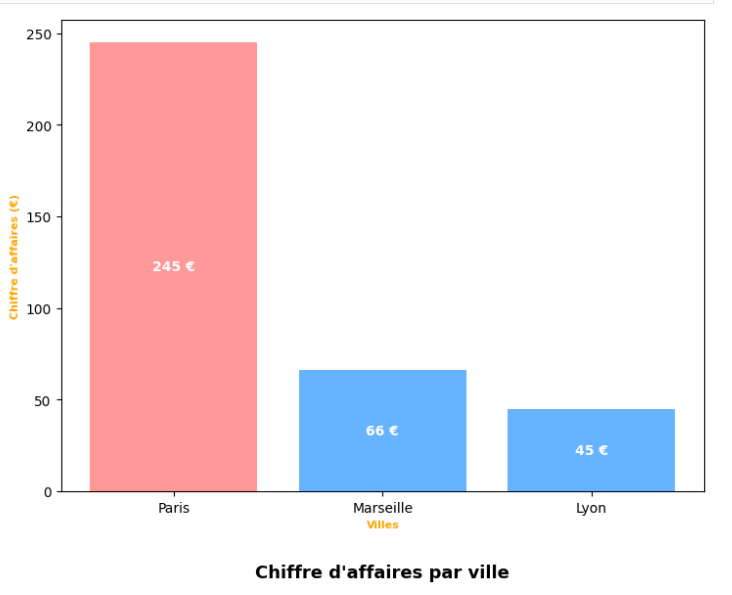 250
200
150
100
50
0
Chiffre d'affaires (€)
245 €
66 €
45 €
Paris
Marseille
Lyon
Villes
Chiffre d'affaires par ville